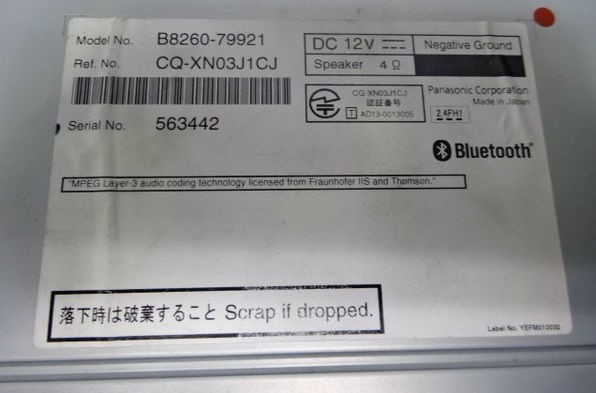 Model No. B8260-79921
Ref. No. CQ-XN03J1CJ
Serial No. 563442
DC 12V
Negative Ground
Speaker 4 Ω
CQ-XN03J1CJ
認証番号
T AD13-0013005
Panasonic Corporation
Made in Japan
2.4FH1
Bluetooth®
"MPEG Layer-3 audio coding technology licensed from Fraunhofer IIS and Thomson."
落下時は破棄すること Scrap if dropped.
Label No. YEFM012032